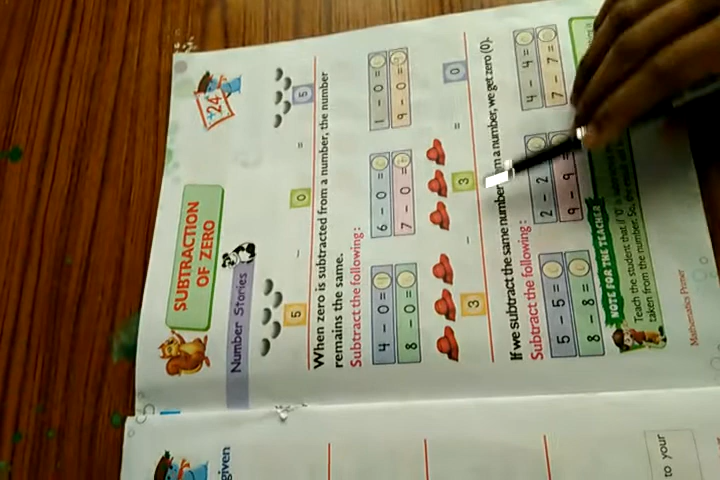 +24
SUBTRACTION
OF ZERO
Number Stories
5 – 0 = 5
When zero is subtracted from a number, the number
remains the same.
Subtract the following :
4 – 0 =
6 – 0 =
1 – 0 =
8 – 0 =
7 – 0 =
9 – 0 =
3 – 3 = 0
If we subtract the same number from a number, we get zero (0).
Subtract the following :
5 – 5 =
2 – 2
4 – 4 =
8 – 8 =
9 – 9 =
7 – 7 =
NOTE FOR THE TEACHER
Teach the student that if '0' is
taken from the number. So,
Mathematics Primer
given
to your